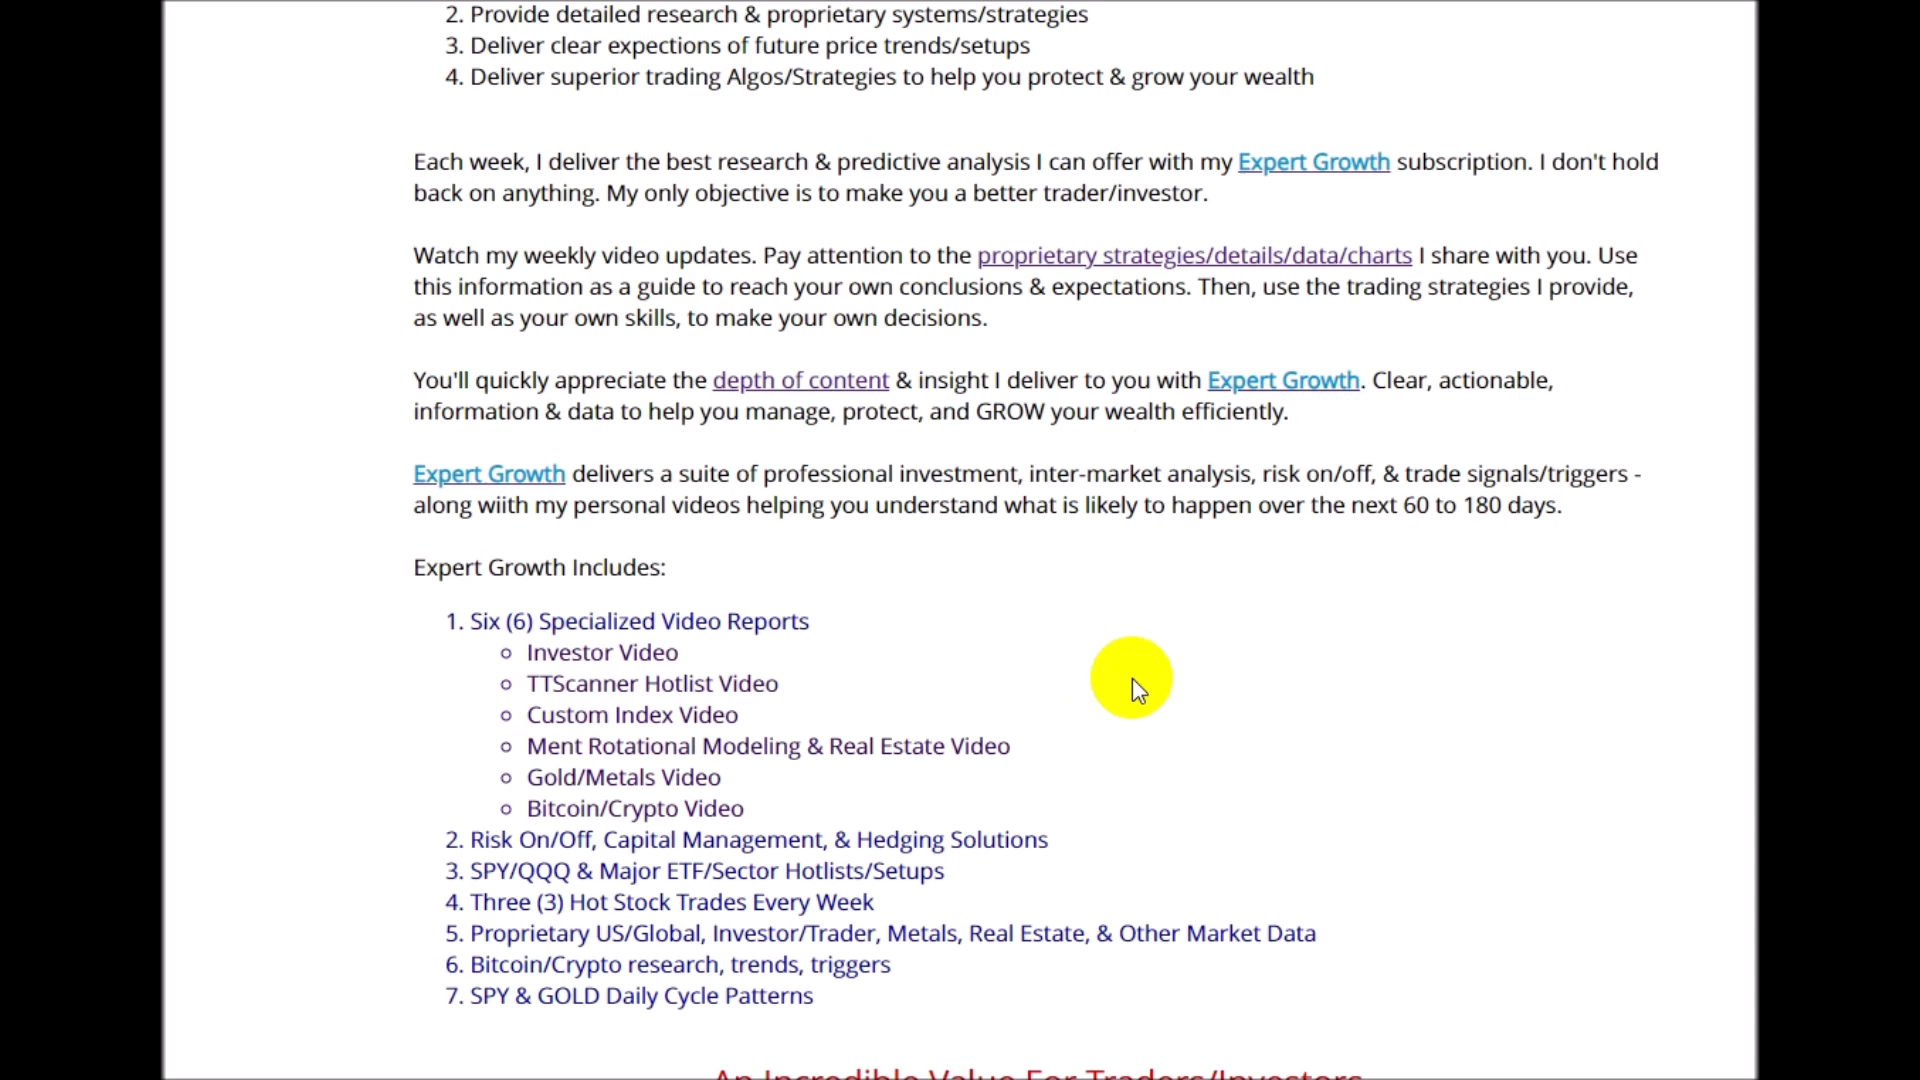 2. Provide detailed research & proprietary systems/strategies
3. Deliver clear expections of future price trends/setups
4. Deliver superior trading Algos/Strategies to help you protect & grow your wealth
Each week, I deliver the best research & predictive analysis I can offer with my Expert Growth subscription. I don't hold
back on anything. My only objective is to make you a better trader/investor.
Watch my weekly video updates. Pay attention to the proprietary strategies/details/data/charts I share with you. Use
this information as a guide to reach your own conclusions & expectations. Then, use the trading strategies I provide,
as well as your own skills, to make your own decisions.
You'll quickly appreciate the depth of content & insight I deliver to you with Expert Growth. Clear, actionable,
information & data to help you manage, protect, and GROW your wealth efficiently.
Expert Growth delivers a suite of professional investment, inter-market analysis, risk on/off, & trade signals/triggers -
along wiith my personal videos helping you understand what is likely to happen over the next 60 to 180 days.
Expert Growth Includes:
1. Six (6) Specialized Video Reports
○ Investor Video
○ TTScanner Hotlist Video
○ Custom Index Video
○ Ment Rotational Modeling & Real Estate Video
○ Gold/Metals Video
○ Bitcoin/Crypto Video
2. Risk On/Off, Capital Management, & Hedging Solutions
3. SPY/QQQ & Major ETF/Sector Hotlists/Setups
4. Three (3) Hot Stock Trades Every Week
5. Proprietary US/Global, Investor/Trader, Metals, Real Estate, & Other Market Data
6. Bitcoin/Crypto research, trends, triggers
7. SPY & GOLD Daily Cycle Patterns
An Incredible Value For Traders/Investors